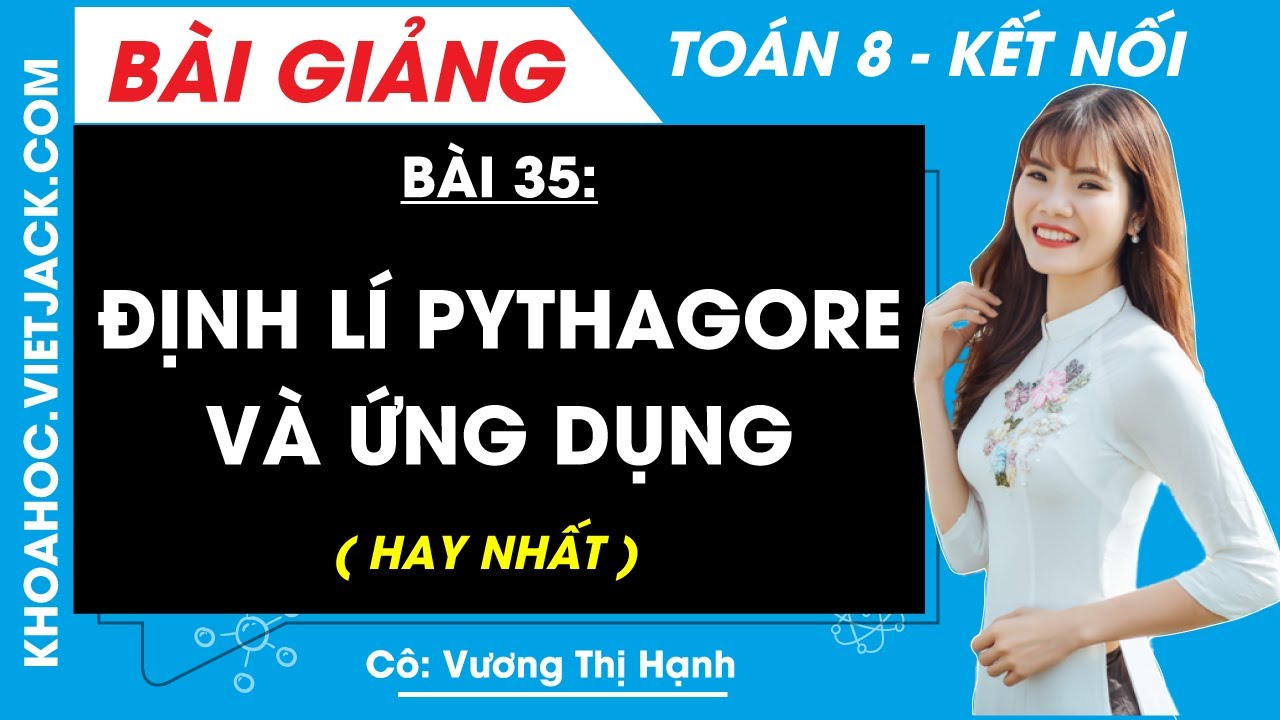 BÀI GIẢNG
TOÁN 8 - KẾT NỐI
KHOAHOC.VIETJACK.COM
BÀI 35:
ĐỊNH LÍ PYTHAGORE
VÀ ỨNG DỤNG
( HAY NHẤT )
Cô: Vương Thị Hạnh